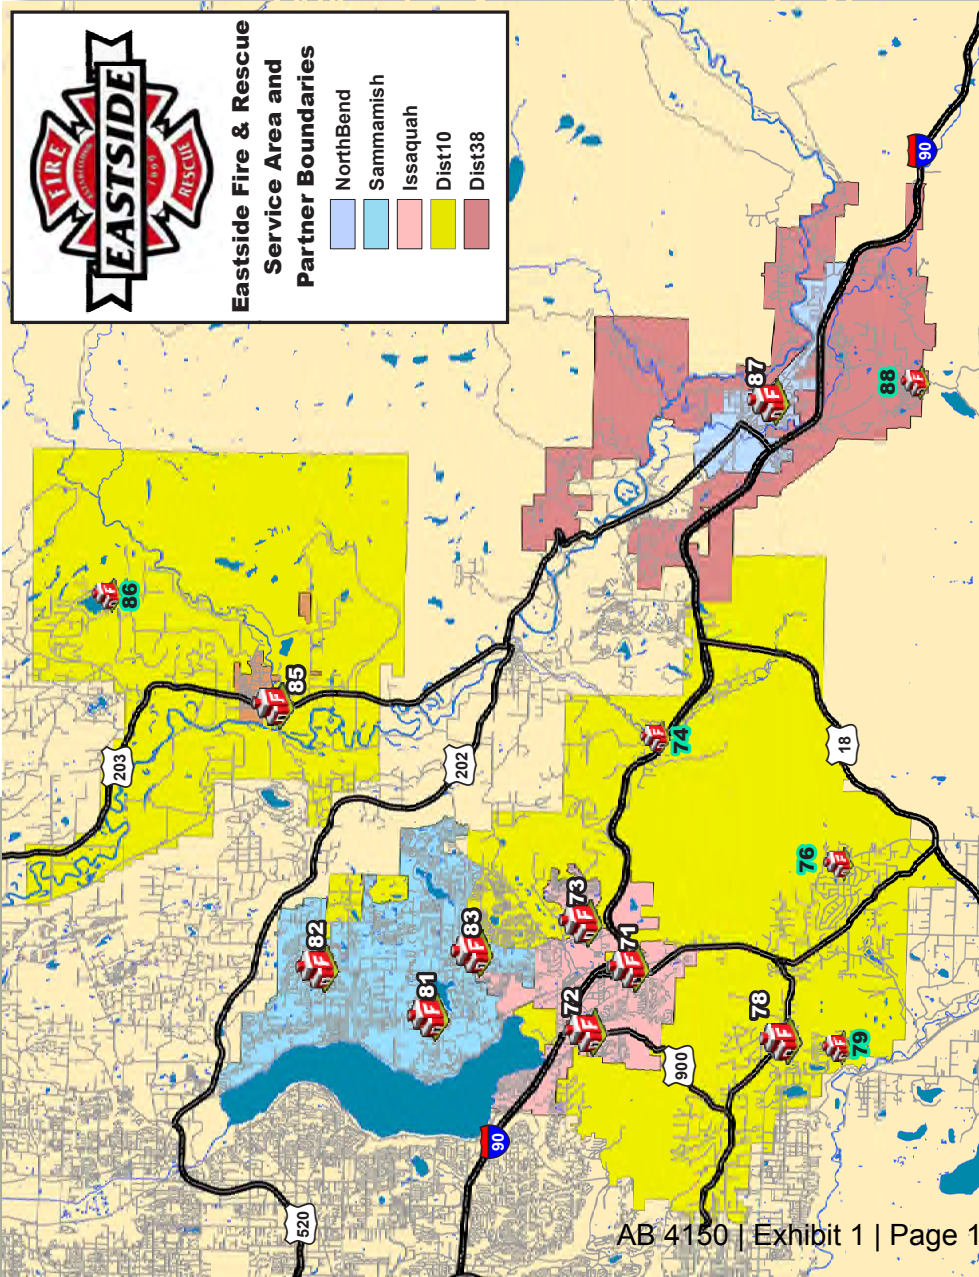 FIRE
EASTSIDE
RESCUE
Eastside Fire & Rescue
Service Area and
Partner Boundaries
NorthBend
Sammamish
Issaquah
Dist10
Dist38
86
85
203
202
82
83
81
73
71
72
74
76
78
79
87
88
90
90
18
900
520
AB 4150 | Exhibit 1 | Page 1